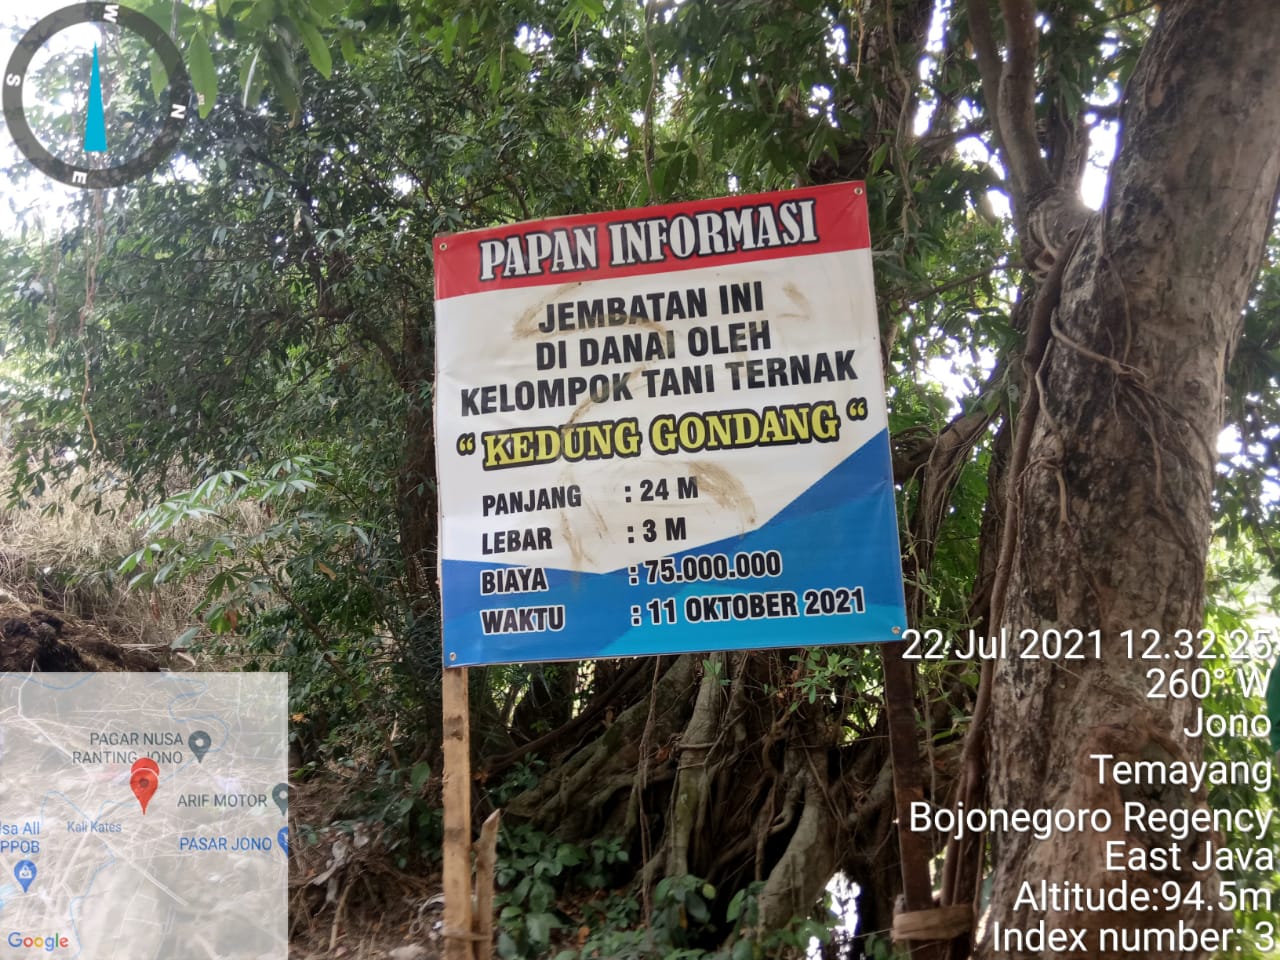 W
S
N
E
PAPAN INFORMASI
JEMBATAN INI
DI DANAI OLEH
KELOMPOK TANI TERNAK
“ KEDUNG GONDANG “
PANJANG : 24 M
LEBAR : 3 M
BIAYA : 75.000.000
WAKTU : 11 OKTOBER 2021
22 Jul 2021 12.32.25
260° W
Jono
Temayang
Bojonegoro Regency
East Java
Altitude:94.5m
Index number: 3
PAGAR NUSA
RANTING JONO
ARIF MOTOR
Kali Kates
PASAR JONO
All
PPOB
Google